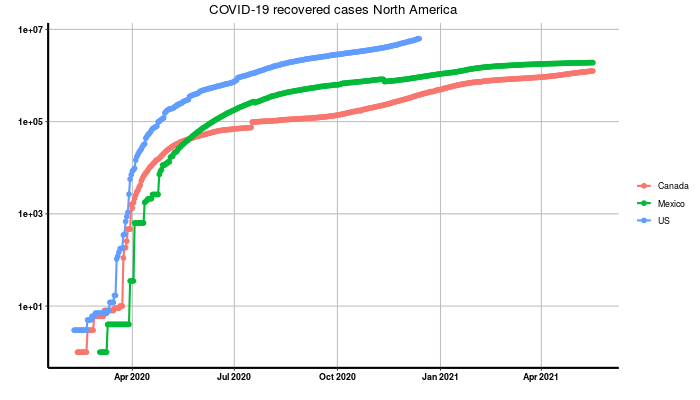 COVID-19 recovered cases North America
1e+07
1e+05
1e+03
1e+01
Apr 2020
Jul 2020
Oct 2020
Jan 2021
Apr 2021
Canada
Mexico
US